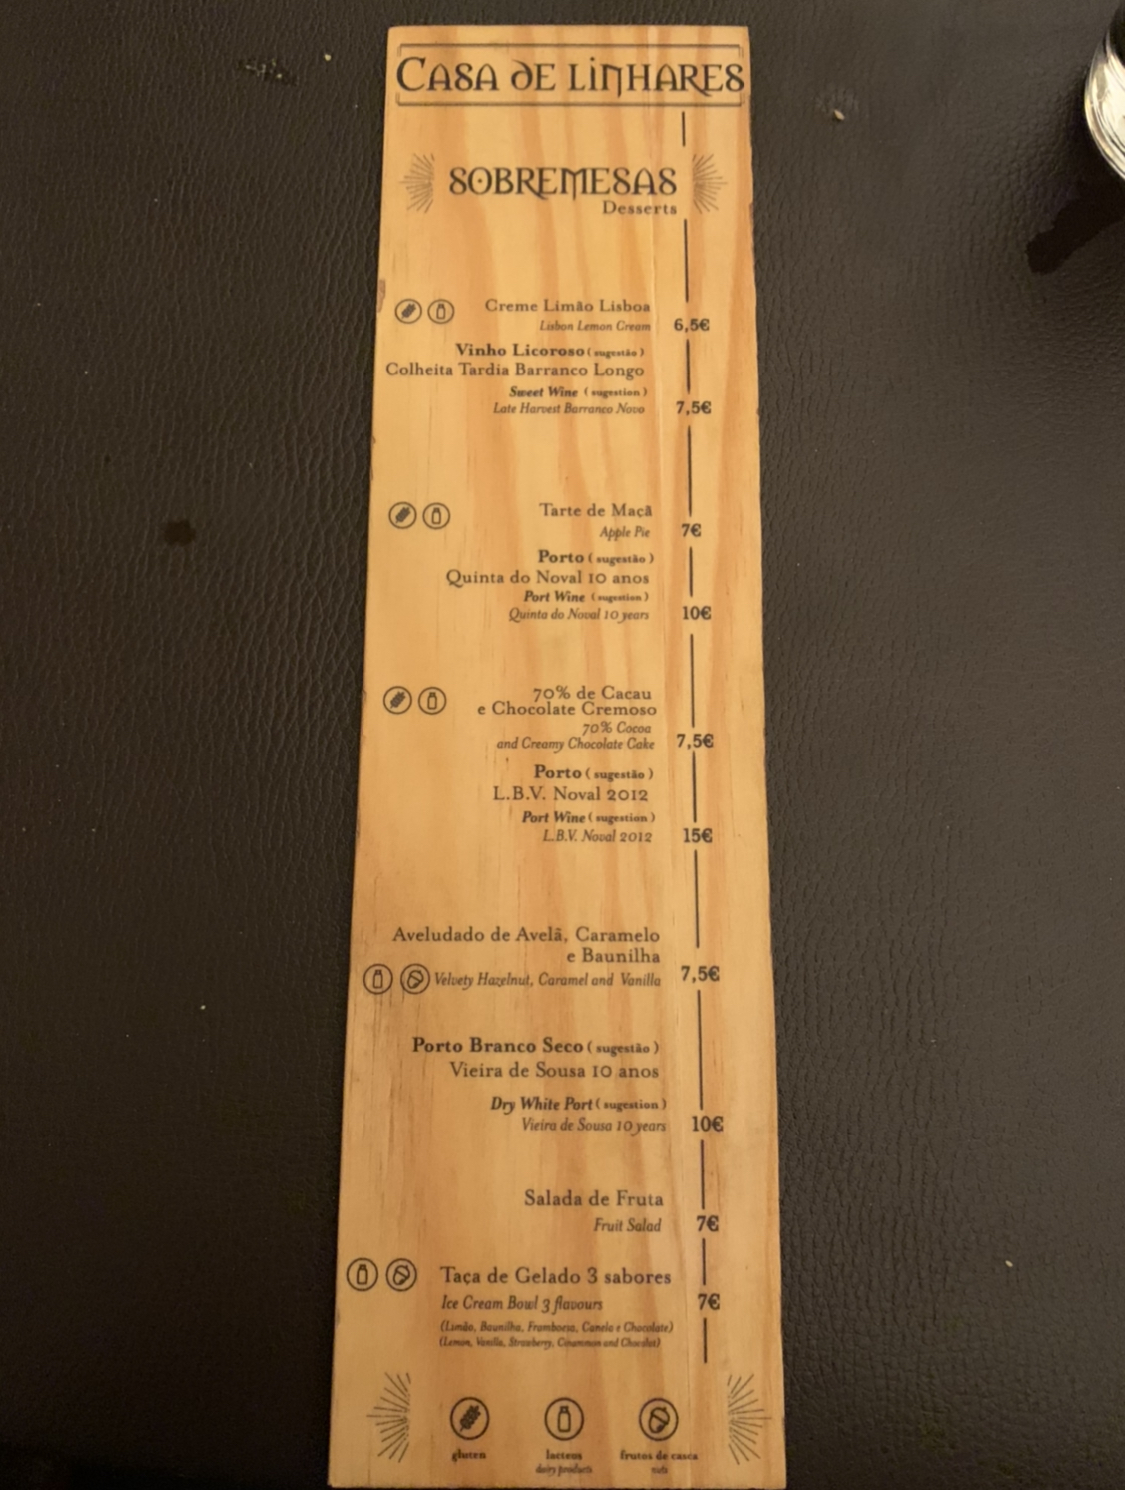 CASA DE LINHARES
SOBREMESAS
Desserts
Creme Limão Lisboa
Lisbon Lemon Cream 6,5€
Vinho Licoroso (sugestão)
Colheita Tardia Barranco Longo
Sweet Wine (sugestion)
Late Harvest Barranco Novo 7,5€
Tarte de Maçã
Apple Pie 7€
Porto (sugestão)
Quinta do Noval 10 anos
Port Wine (sugestion)
Quinta do Noval 10 years 10€
70% de Cacau
e Chocolate Cremoso
70% Cocoa
and Creamy Chocolate Cake 7,5€
Porto (sugestão)
L.B.V. Noval 2012
Port Wine (sugestion)
L.B.V. Noval 2012 15€
Aveludado de Avelã, Caramelo
e Baunilha
Velvety Hazelnut, Caramel and Vanilla 7,5€
Porto Branco Seco (sugestão)
Vieira de Sousa 10 anos
Dry White Port (sugestion)
Vieira de Sousa 10 years 10€
Salada de Fruta
Fruit Salad 7€
Taça de Gelado 3 sabores
Ice Cream Bowl 3 flavours 7€
(Limão, Baunilha, Framboesa, Canela e Chocolate)
(Lemon, Vanilla, Strawberry, Cinammon and Chocolat)
gluten lacteos frutos de casca
dairy products nuts